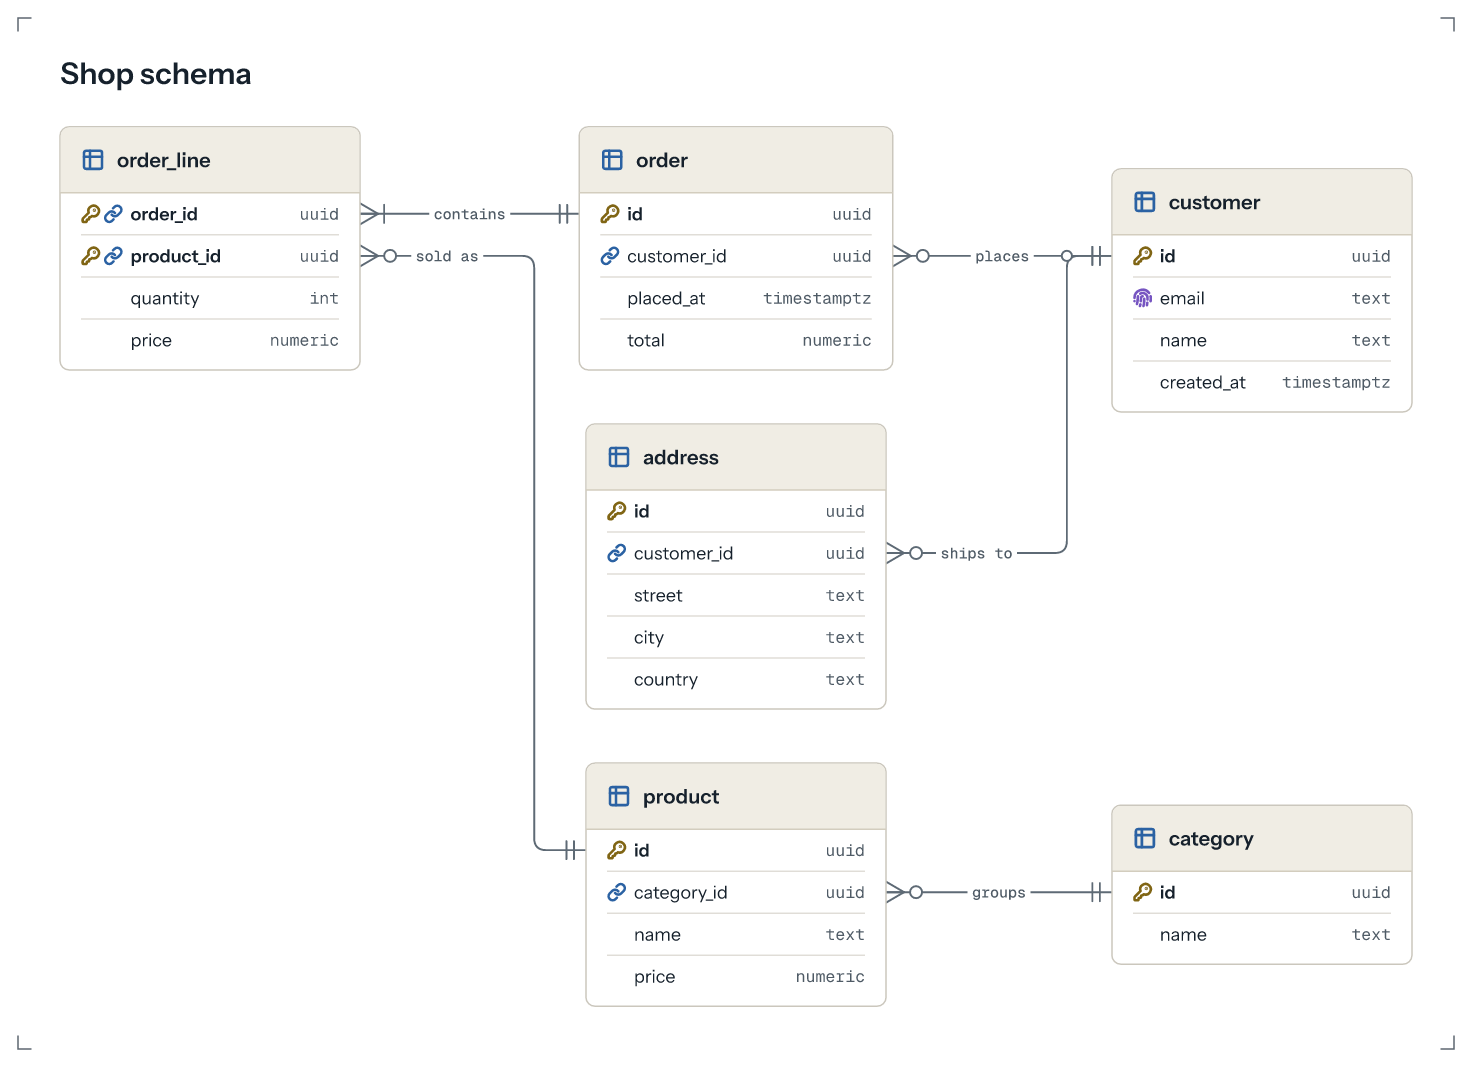 Shop schema
order_line
order_id uuid
product_id uuid
quantity int
price numeric
contains
sold as
order
id uuid
customer_id uuid
placed_at timestamptz
total numeric
places
customer
id uuid
email text
name text
created_at timestamptz
address
id uuid
customer_id uuid
street text
city text
country text
ships to
product
id uuid
category_id uuid
name text
price numeric
groups
category
id uuid
name text